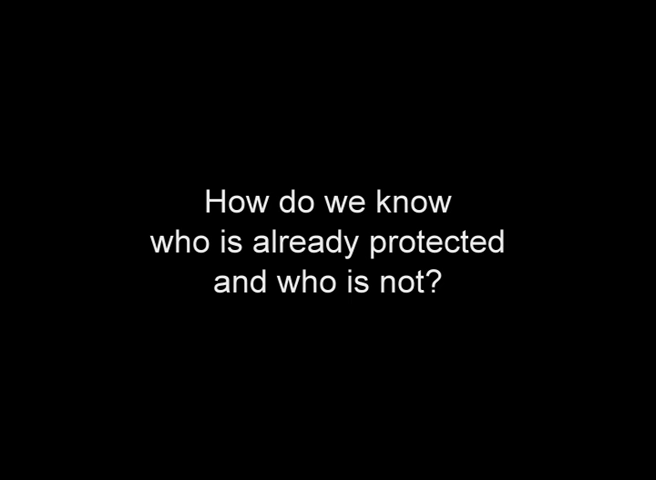 How do we know
who is already protected
and who is not?